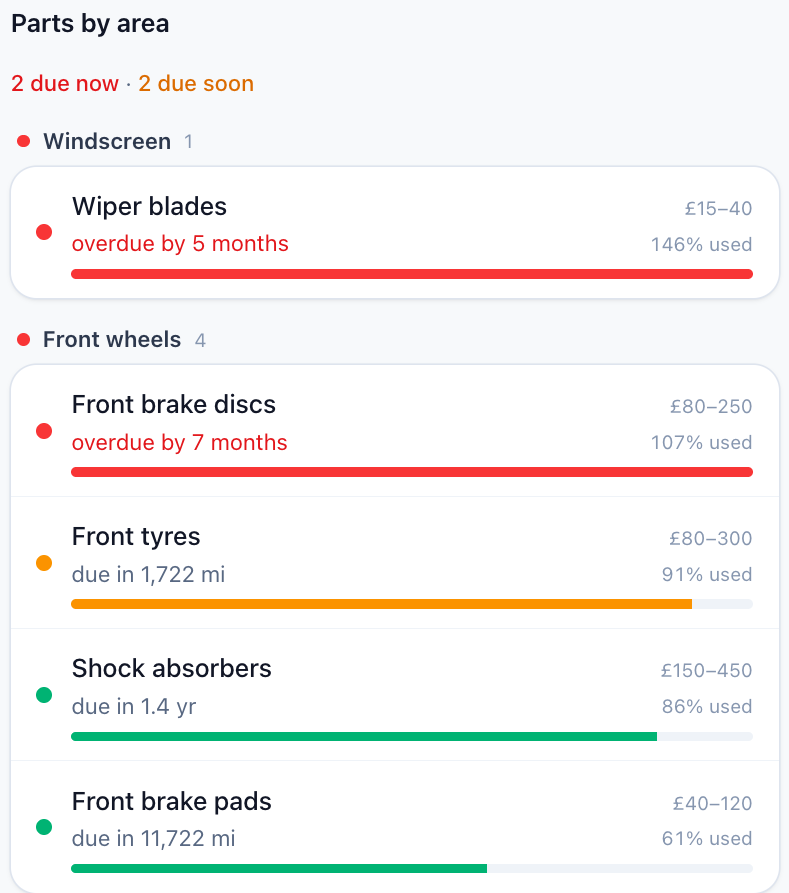 Parts by area
2 due now · 2 due soon
Windscreen 1
Wiper blades £15–40
overdue by 5 months 146% used
Front wheels 4
Front brake discs £80–250
overdue by 7 months 107% used
Front tyres £80–300
due in 1,722 mi 91% used
Shock absorbers £150–450
due in 1.4 yr 86% used
Front brake pads £40–120
due in 11,722 mi 61% used